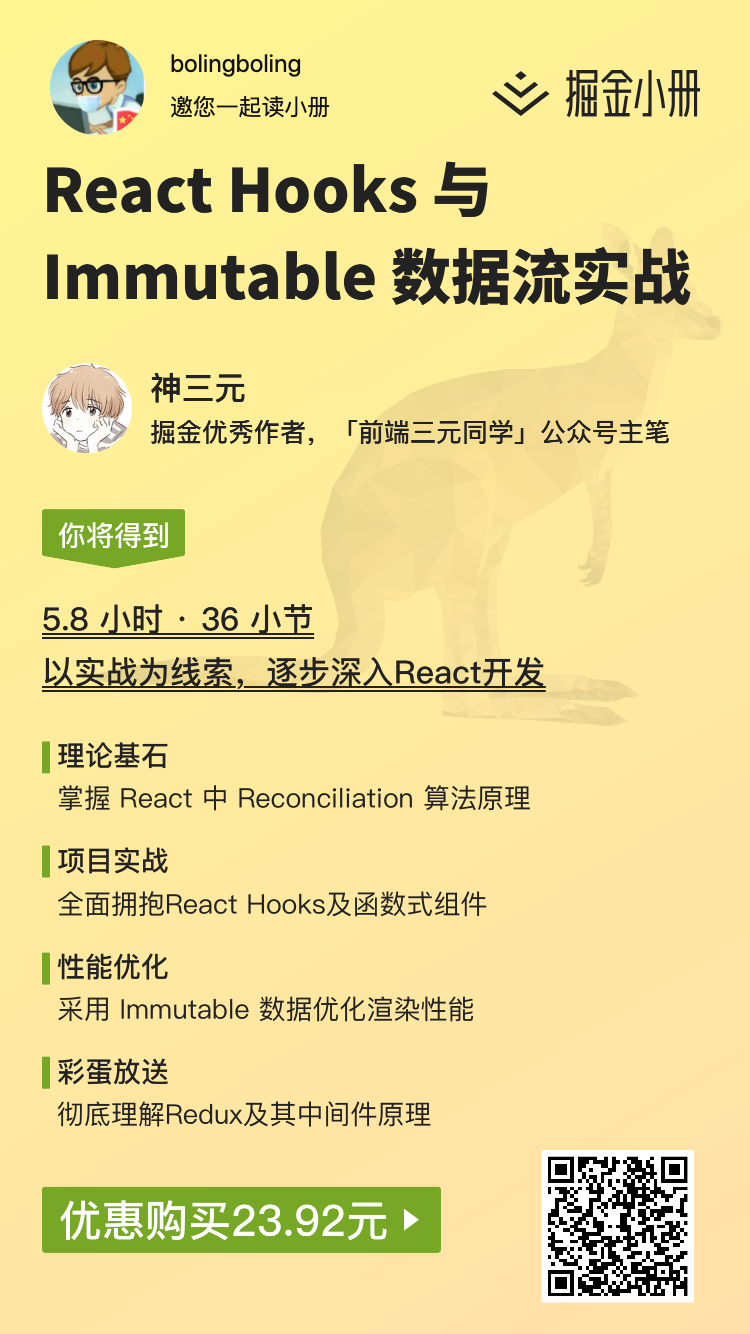 bolingboling
邀您一起读小册
掘金小册
React Hooks 与
Immutable 数据流实战
神三元
掘金优秀作者，「前端三元同学」公众号主笔
你将得到
5.8 小时 · 36 小节
以实战为线索，逐步深入React开发
理论基石
掌握 React 中 Reconciliation 算法原理
项目实战
全面拥抱React Hooks及函数式组件
性能优化
采用 Immutable 数据优化渲染性能
彩蛋放送
彻底理解Redux及其中间件原理
优惠购买23.92元